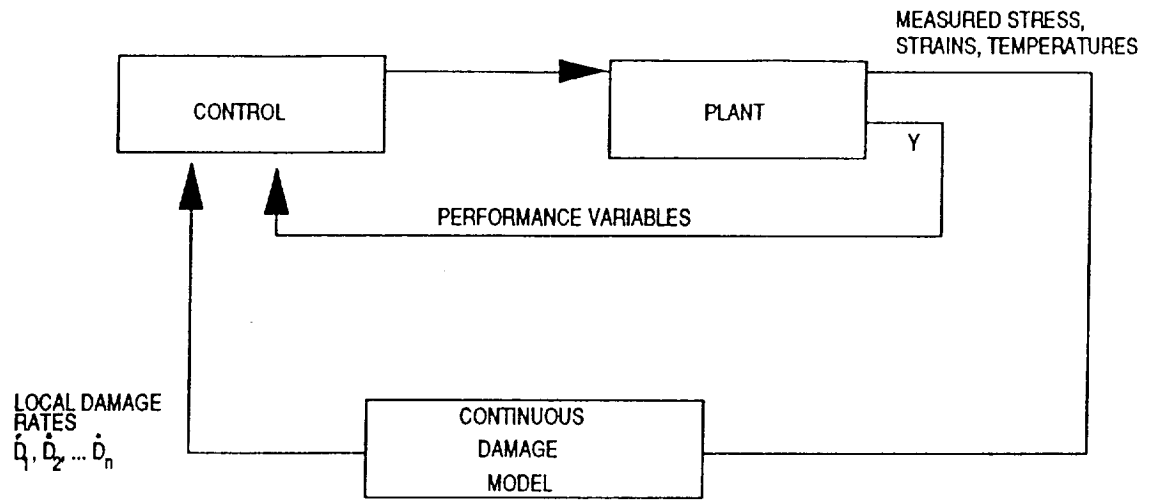 MEASURED STRESS,
STRAINS, TEMPERATURES
CONTROL
PLANT
Y
PERFORMANCE VARIABLES
LOCAL DAMAGE
RATES
Ḋ₁, Ḋ₂, ... Ḋₙ
CONTINUOUS
DAMAGE
MODEL